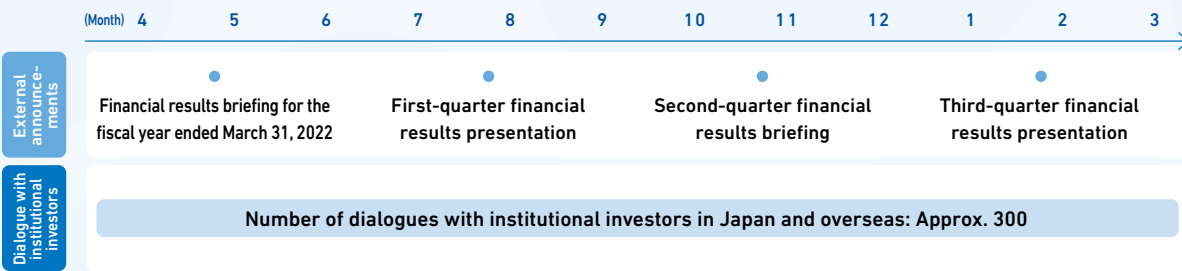 (Month) 4 5 6 7 8 9 10 11 12 1 2 3
External
announce-
ments
Financial results briefing for the
fiscal year ended March 31, 2022
First-quarter financial
results presentation
Second-quarter financial
results briefing
Third-quarter financial
results presentation
Dialogue with
institutional
investors
Number of dialogues with institutional investors in Japan and overseas: Approx. 300